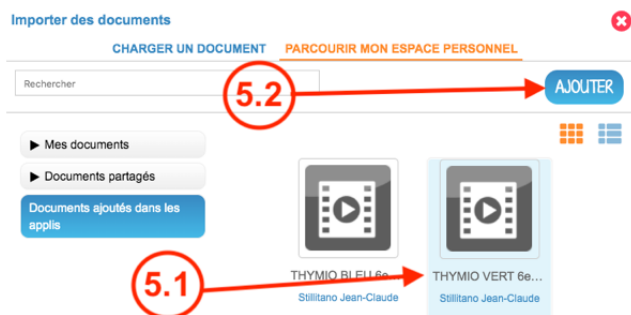 Importer des documents
CHARGER UN DOCUMENT PARCOURIR MON ESPACE PERSONNEL
Rechercher
5.2
AJOUTER
▶ Mes documents
▶ Documents partagés
Documents ajoutés dans les
applis
THYMIO BLEU 6e...
THYMIO VERT 6e...
5.1
Stillitano Jean-Claude
Stillitano Jean-Claude